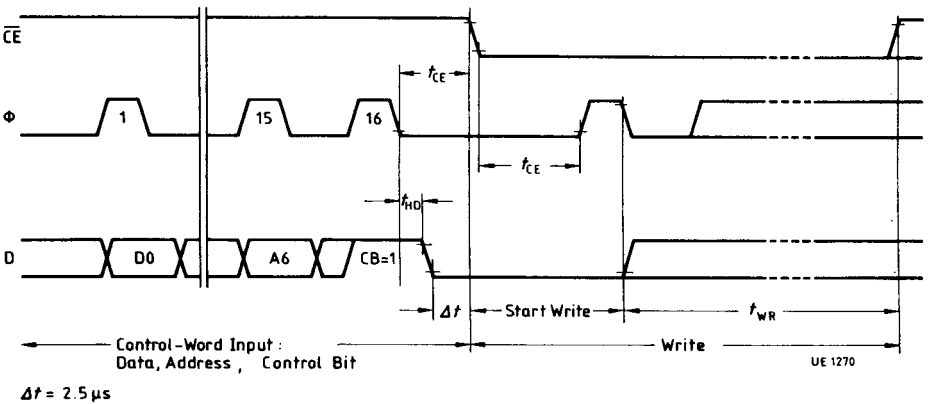 CE
t_CE
Φ
1
15
16
t_CE
t_HD
D
D0
A6
CB=1
Δt
Start Write
t_WR
Control-Word Input:
Data, Address, Control Bit
Write
UE 1270
Δt = 2.5 µs